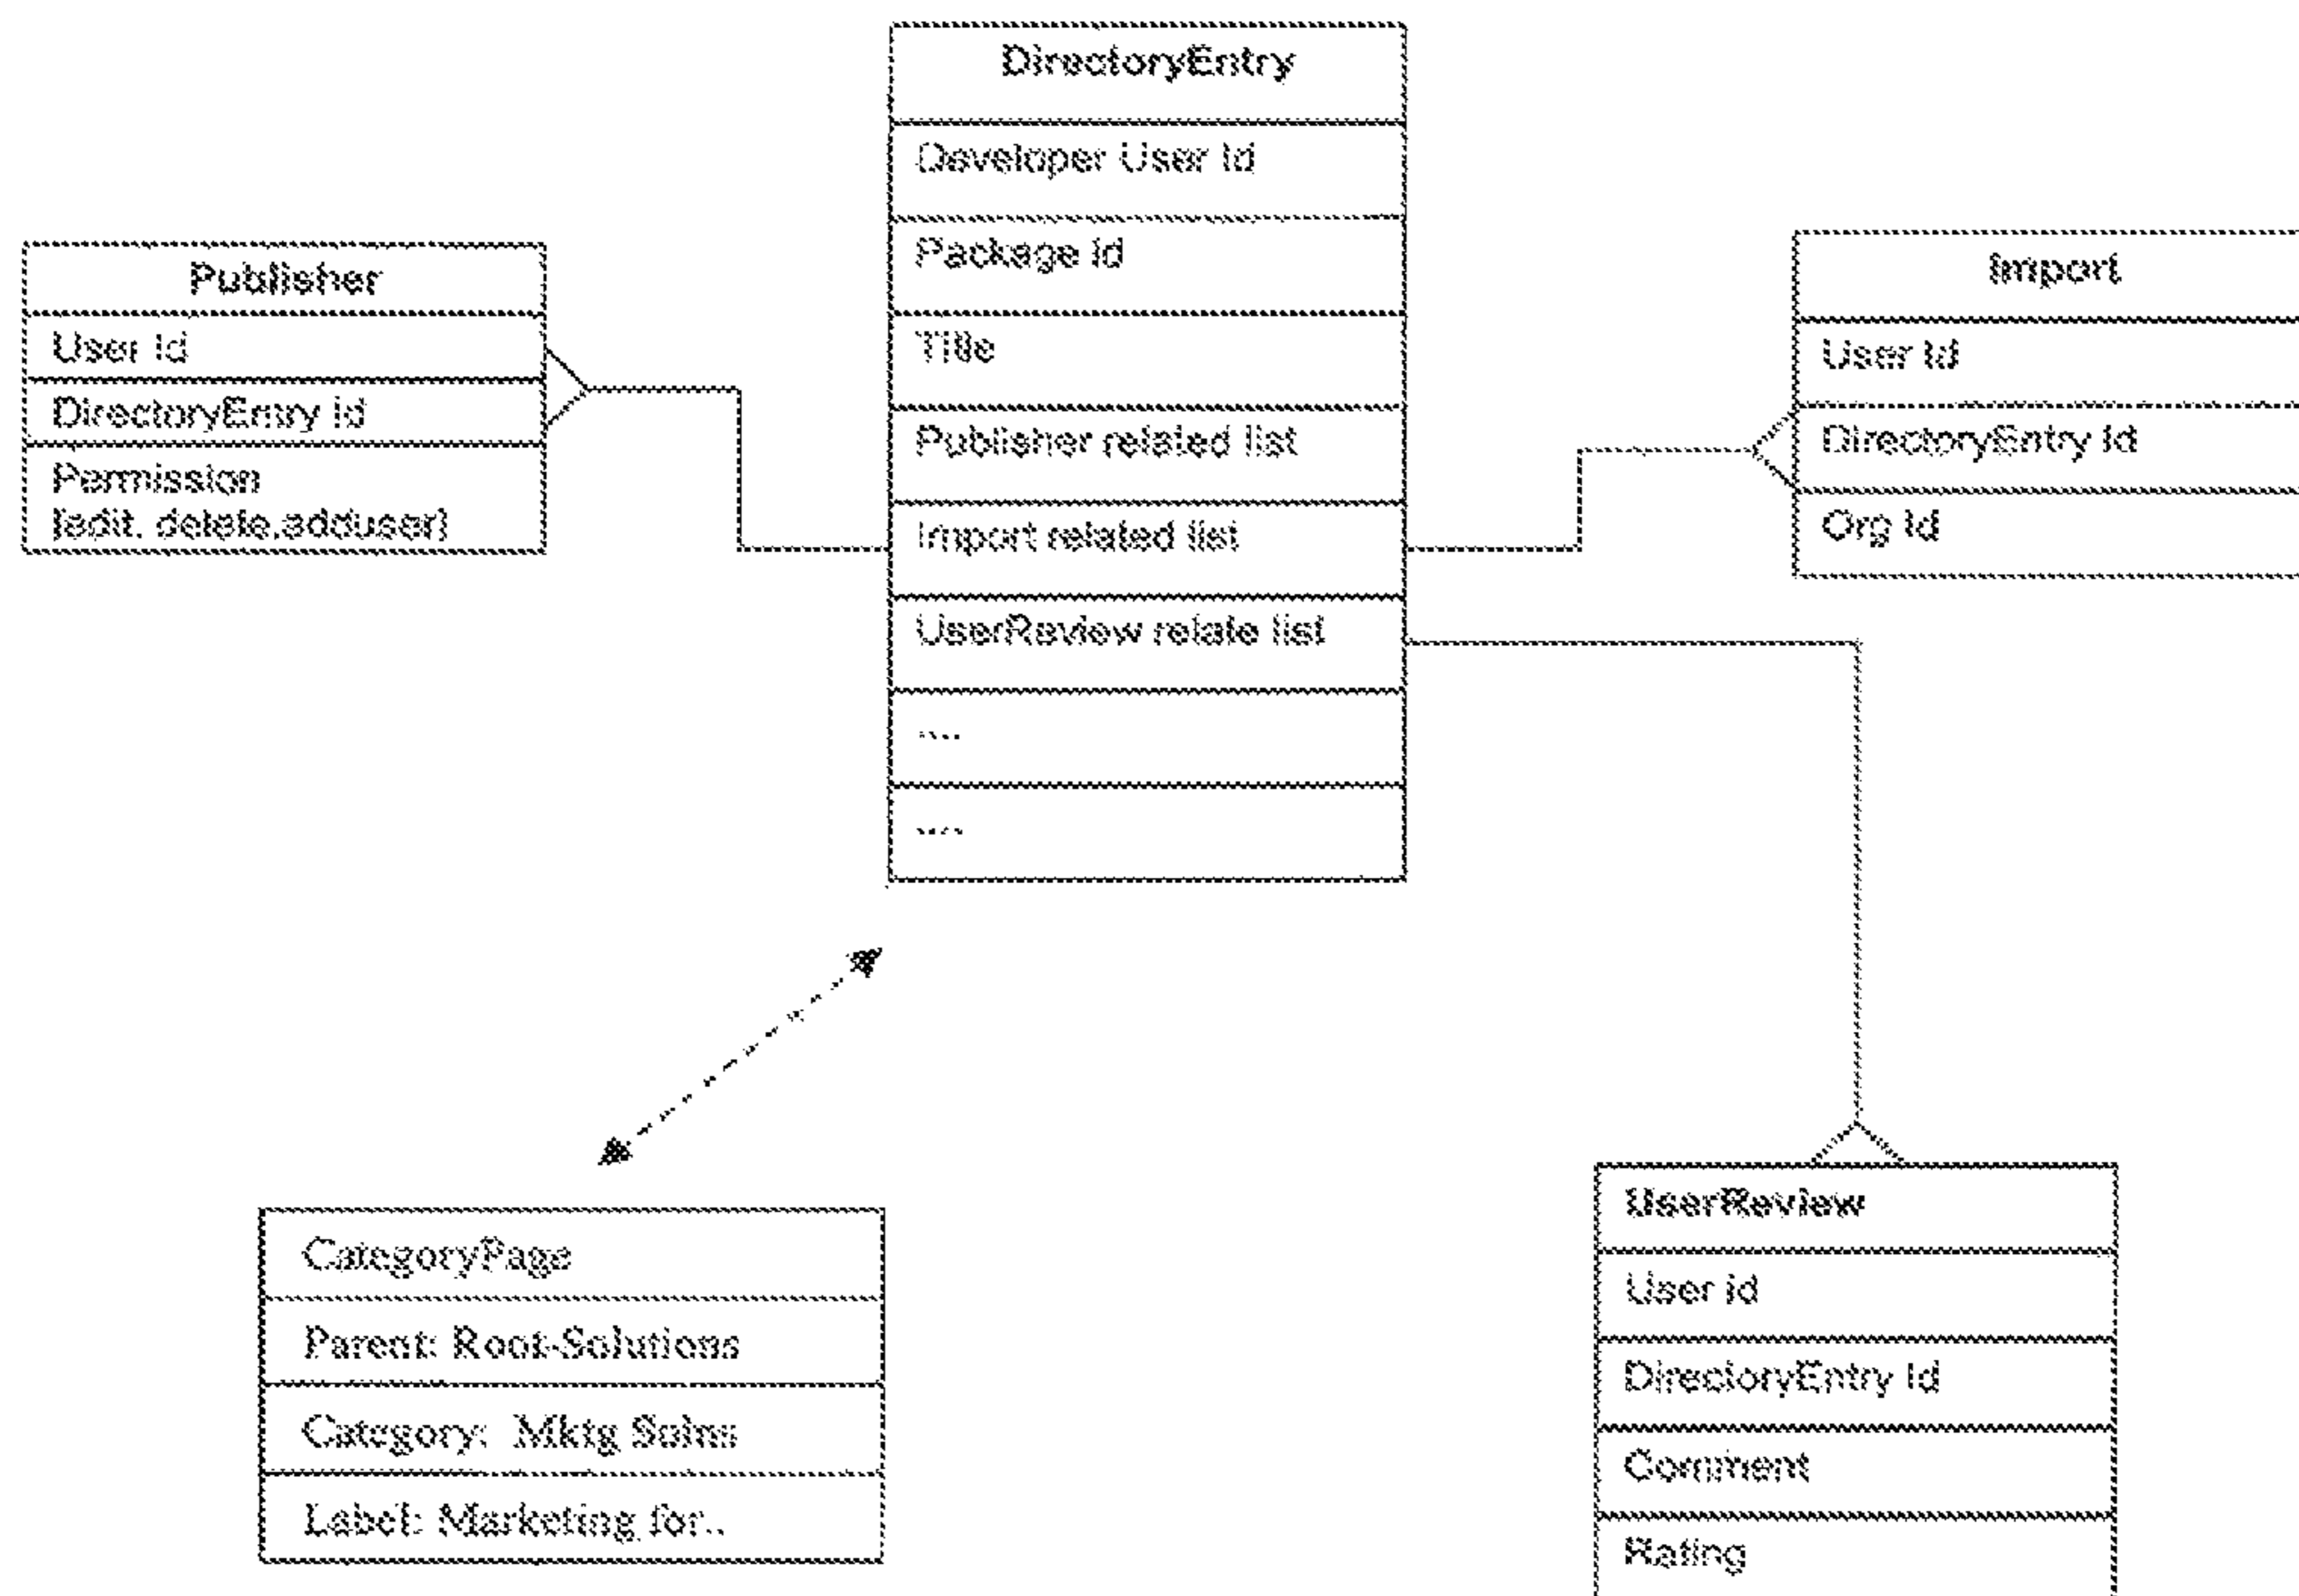 DirectoryEntry
Developer User Id
Package Id
Title
Publisher related list
Import related list
UserReview relate list
....
....
Publisher
User Id
DirectoryEntry Id
Permission
[edit, delete,adduser]
Import
User Id
DirectoryEntry Id
Org Id
CategoryPage
Parent: Root-Solutions
Category: Mktg Solns
Label: Marketing for..
UserReview
User id
DirectoryEntry Id
Comment
Rating